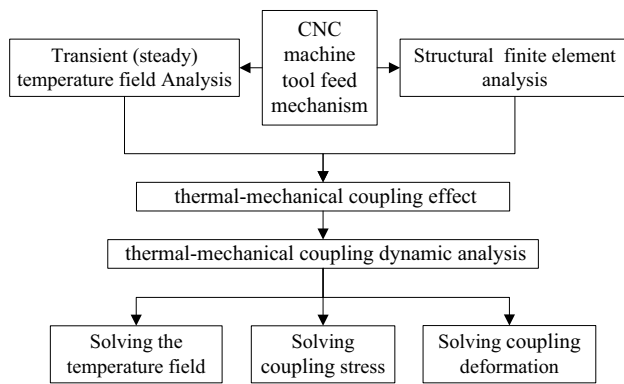 CNC
machine
tool feed
mechanism
Transient (steady)
temperature field Analysis
Structural finite element
analysis
thermal-mechanical coupling effect
thermal-mechanical coupling dynamic analysis
Solving the
temperature field
Solving
coupling stress
Solving coupling
deformation